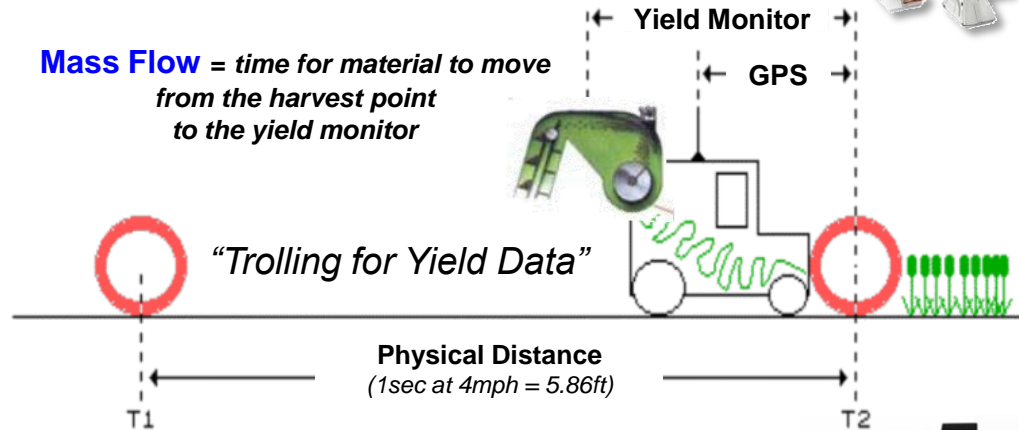 Yield Monitor
GPS
Mass Flow = time for material to move
from the harvest point
to the yield monitor
“Trolling for Yield Data”
Physical Distance
(1sec at 4mph = 5.86ft)
T1
T2